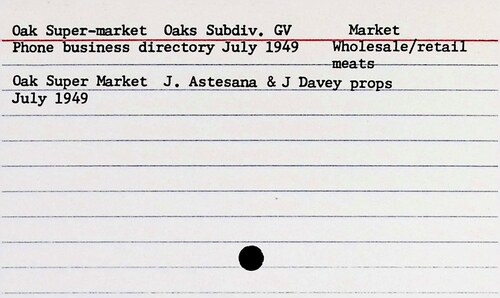 Oak Super-market Oaks Subdiv. GV Market
Phone business directory July 1949 Wholesale/retail
meats
Oak Super Market J. Astesana & J Davey props
July 1949